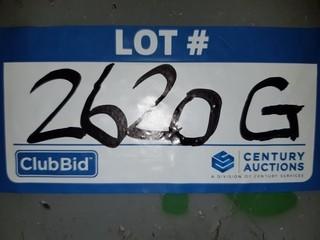 LOT #
2620 G
ClubBid
CENTURY
AUCTIONS
A DIVISION OF CENTURY SERVICES